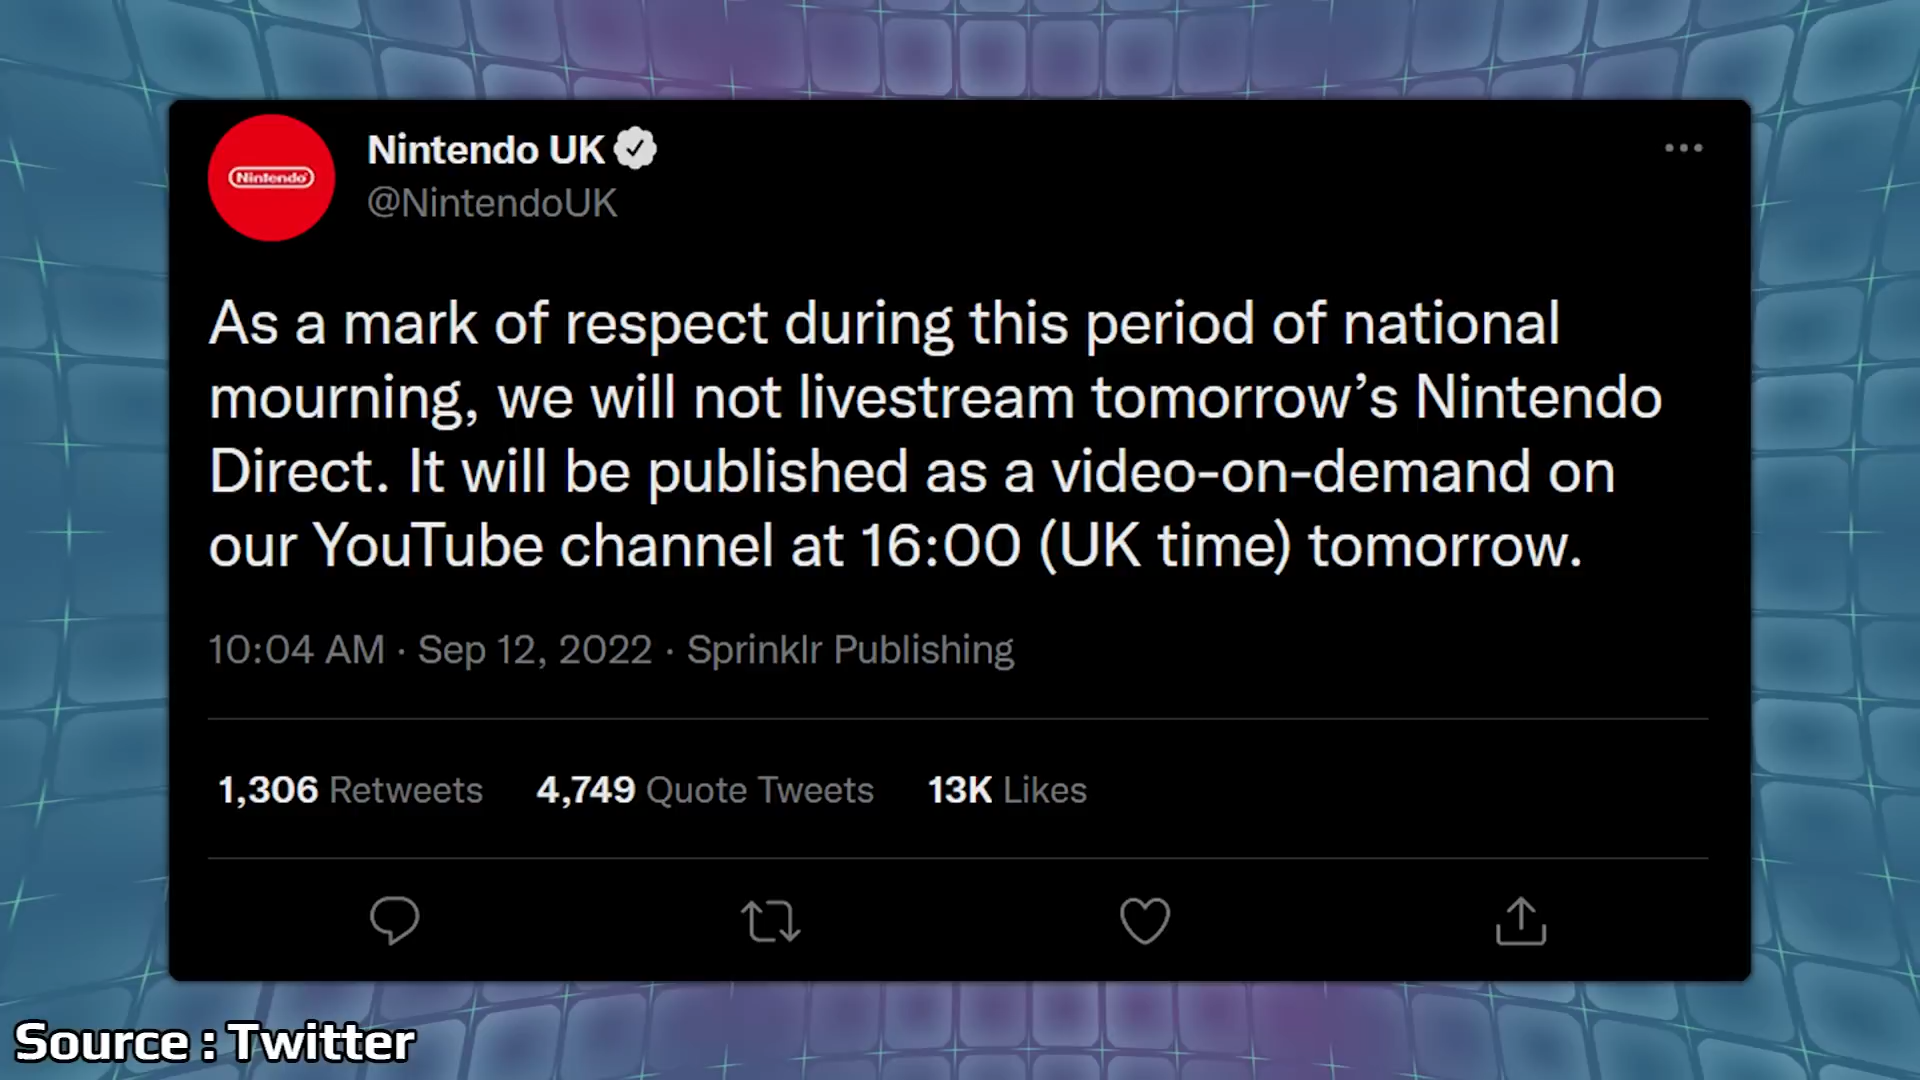 Nintendo
Nintendo UK
@NintendoUK
As a mark of respect during this period of national
mourning, we will not livestream tomorrow’s Nintendo
Direct. It will be published as a video-on-demand on
our YouTube channel at 16:00 (UK time) tomorrow.
10:04 AM · Sep 12, 2022 · Sprinklr Publishing
1,306 Retweets 4,749 Quote Tweets 13K Likes
Source : Twitter